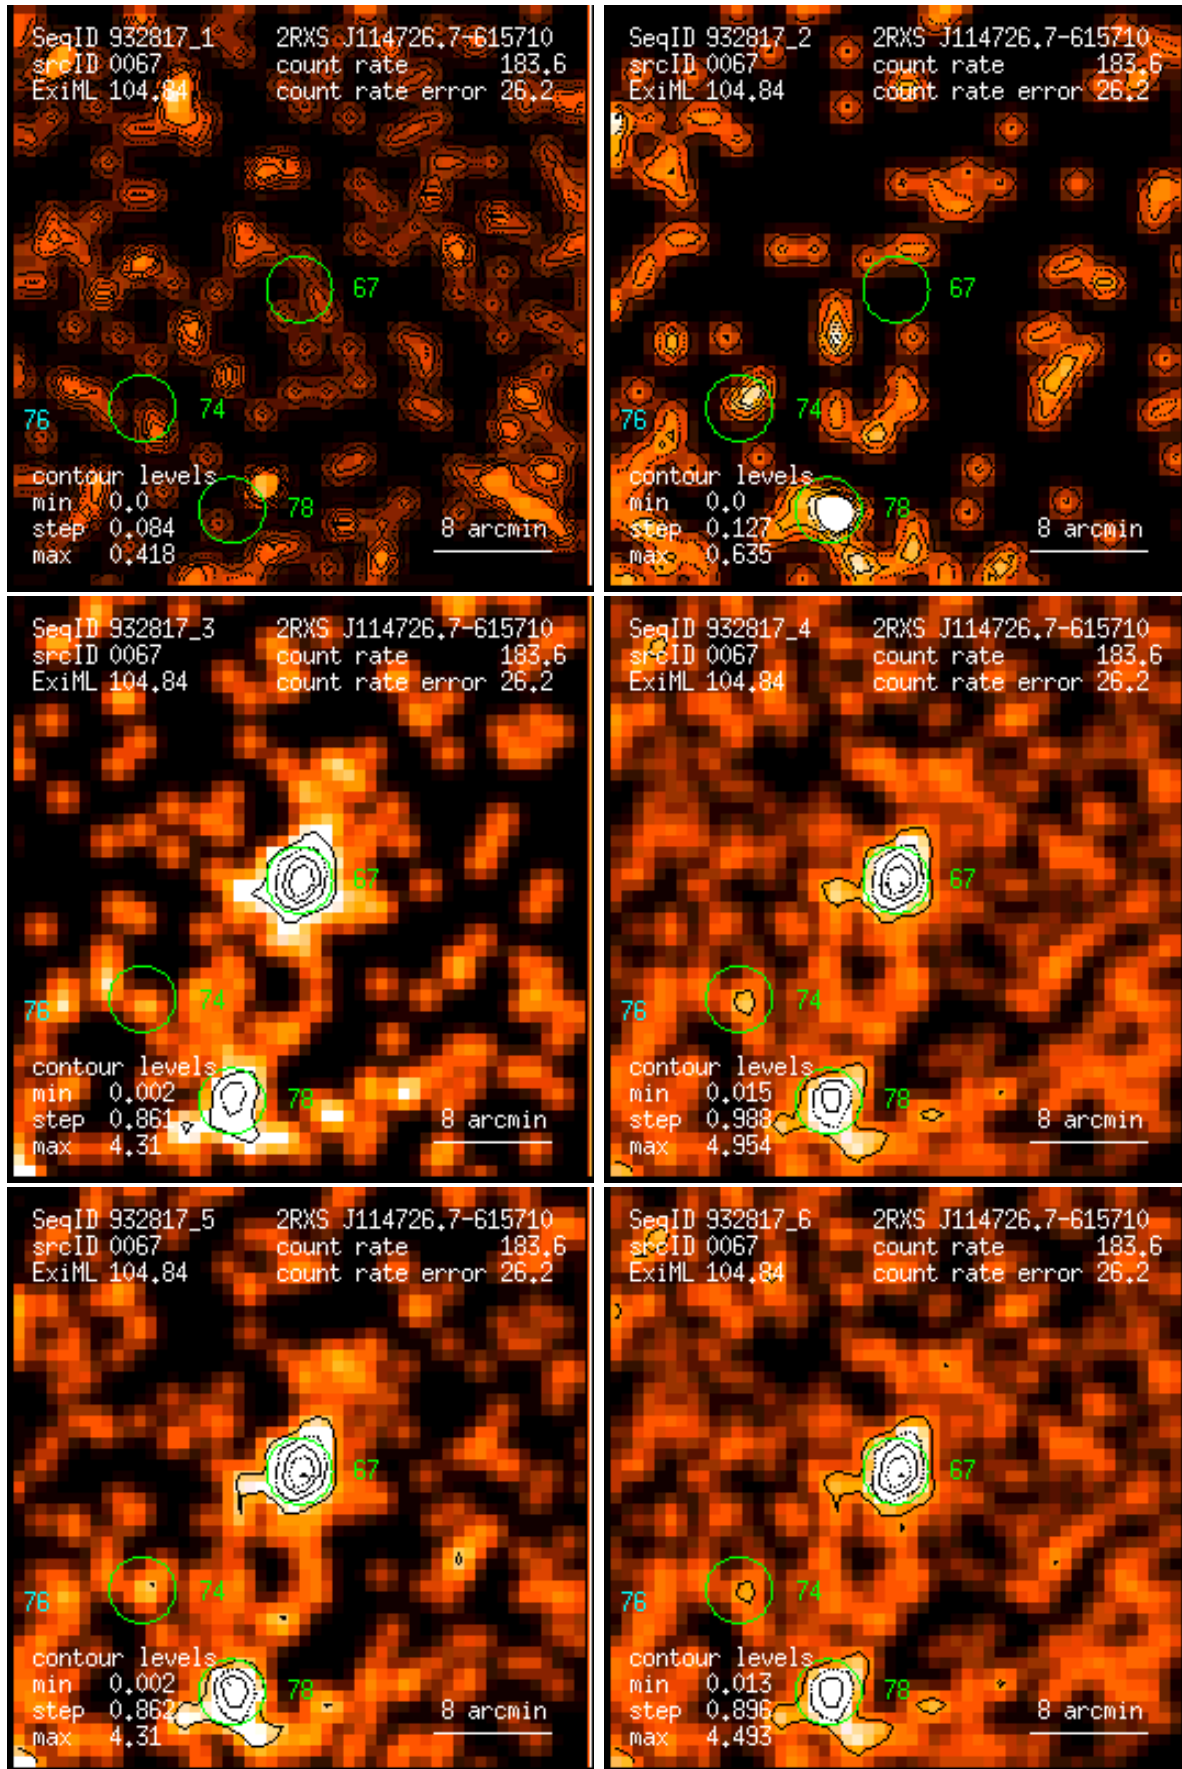 SeqID 932817_1 2RXS J114726.7-615710
srcID 0067 count rate 183.6
ExiML 104.84 count rate error 26.2
67
74
76
contour levels
min 0.0
78
step 0.084 8 arcmin
max 0.418
SeqID 932817_2 2RXS J114726.7-615710
srcID 0067 count rate 183.6
ExiML 104.84 count rate error 26.2
67
74
76
contour levels
min 0.0
78
step 0.127 8 arcmin
max 0.635
SeqID 932817_3 2RXS J114726.7-615710
srcID 0067 count rate 183.6
ExiML 104.84 count rate error 26.2
67
74
76
contour levels
min 0.002
78
step 0.861 8 arcmin
max 4.31
SeqID 932817_4 2RXS J114726.7-615710
srcID 0067 count rate 183.6
ExiML 104.84 count rate error 26.2
67
74
76
contour levels
min 0.015
78
step 0.988 8 arcmin
max 4.954
SeqID 932817_5 2RXS J114726.7-615710
srcID 0067 count rate 183.6
ExiML 104.84 count rate error 26.2
67
74
76
contour levels
min 0.002
78
step 0.862 8 arcmin
max 4.31
SeqID 932817_6 2RXS J114726.7-615710
srcID 0067 count rate 183.6
ExiML 104.84 count rate error 26.2
67
74
76
contour levels
min 0.013
78
step 0.896 8 arcmin
max 4.493